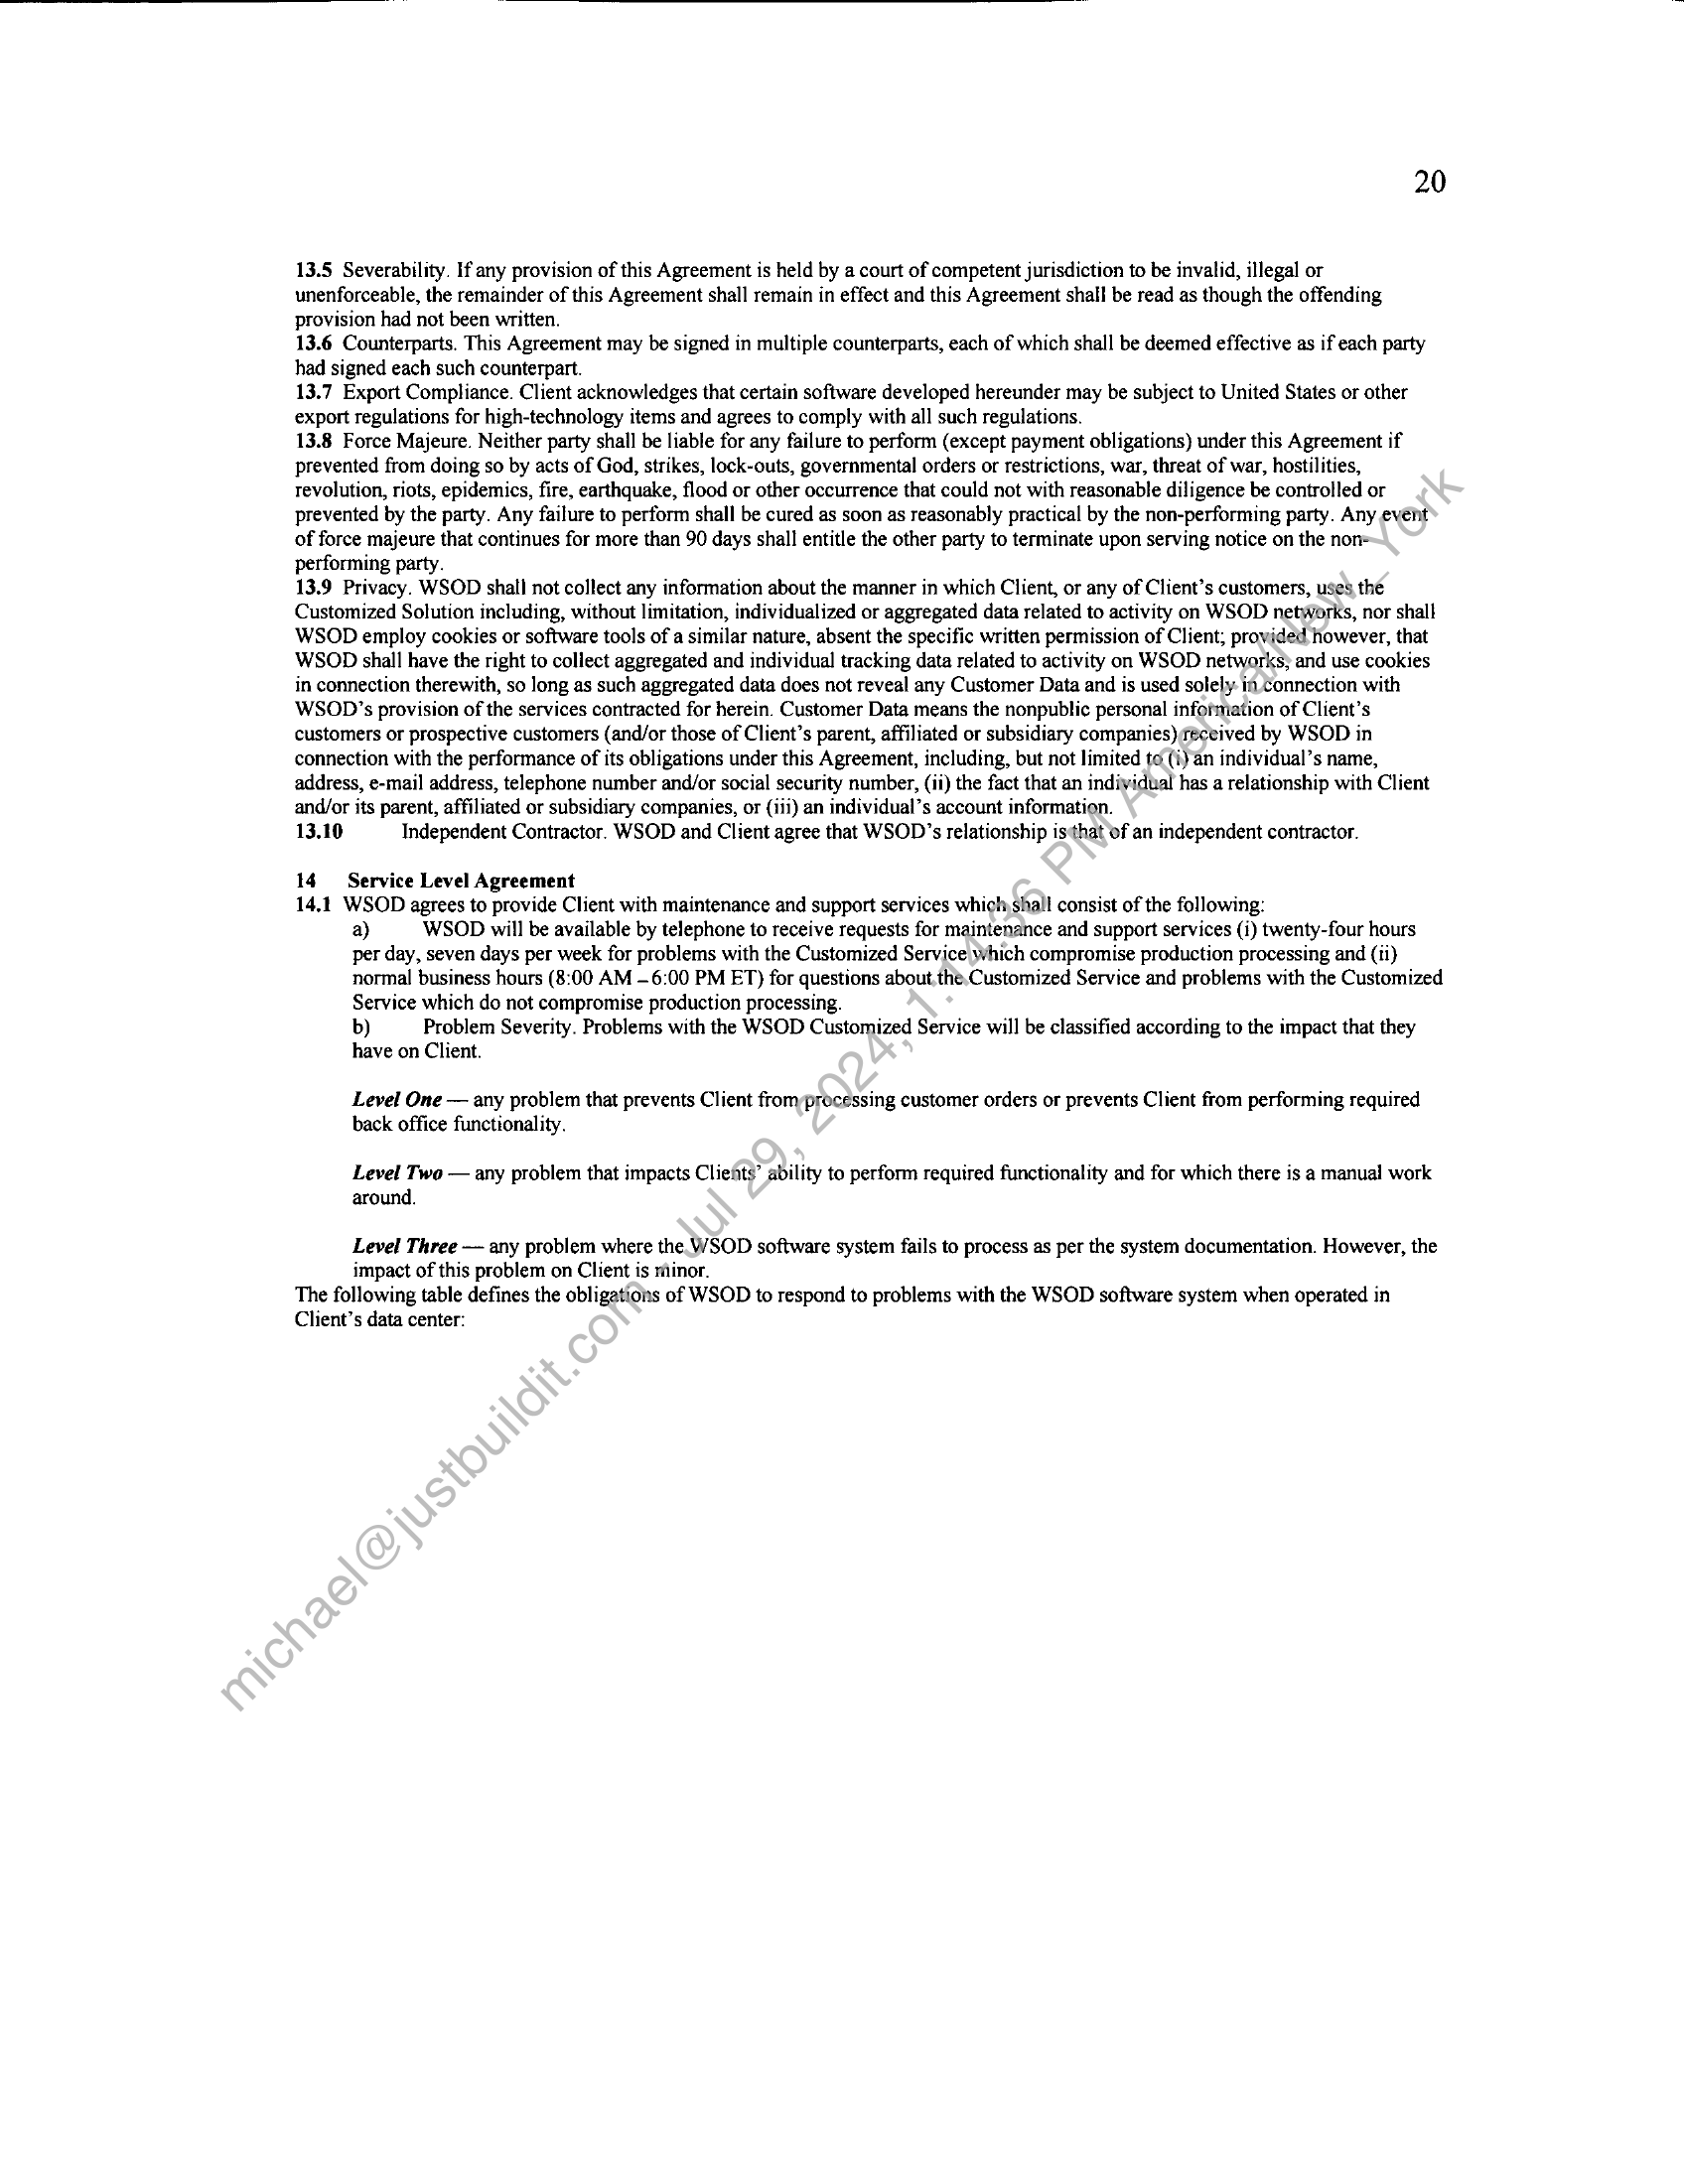 20
13.5 Severability. If any provision of this Agreement is held by a court of competent jurisdiction to be invalid, illegal or
unenforceable, the remainder of this Agreement shall remain in effect and this Agreement shall be read as though the offending
provision had not been written.
13.6 Counterparts. This Agreement may be signed in multiple counterparts, each of which shall be deemed effective as if each party
had signed each such counterpart.
13.7 Export Compliance. Client acknowledges that certain software developed hereunder may be subject to United States or other
export regulations for high-technology items and agrees to comply with all such regulations.
13.8 Force Majeure. Neither party shall be liable for any failure to perform (except payment obligations) under this Agreement if
prevented from doing so by acts of God, strikes, lock-outs, governmental orders or restrictions, war, threat of war, hostilities,
revolution, riots, epidemics, fire, earthquake, flood or other occurrence that could not with reasonable diligence be controlled or
prevented by the party. Any failure to perform shall be cured as soon as reasonably practical by the non-performing party. Any event
of force majeure that continues for more than 90 days shall entitle the other party to terminate upon serving notice on the non-
performing party.
13.9 Privacy. WSOD shall not collect any information about the manner in which Client, or any of Client's customers, uses the
Customized Solution including, without limitation, individualized or aggregated data related to activity on WSOD networks, nor shall
WSOD employ cookies or software tools of a similar nature, absent the specific written permission of Client; provided however, that
WSOD shall have the right to collect aggregated and individual tracking data related to activity on WSOD networks, and use cookies
in connection therewith, so long as such aggregated data does not reveal any Customer Data and is used solely in connection with
WSOD's provision of the services contracted for herein. Customer Data means the nonpublic personal information of Client's
customers or prospective customers (and/or those of Client's parent, affiliated or subsidiary companies) received by WSOD in
connection with the performance of its obligations under this Agreement, including, but not limited to (i) an individual's name,
address, e-mail address, telephone number and/or social security number, (ii) the fact that an individual has a relationship with Client
and/or its parent, affiliated or subsidiary companies, or (iii) an individual's account information.
13.10 Independent Contractor. WSOD and Client agree that WSOD's relationship is that of an independent contractor.
14 Service Level Agreement
14.1 WSOD agrees to provide Client with maintenance and support services which shall consist of the following:
a) WSOD will be available by telephone to receive requests for maintenance and support services (i) twenty-four hours
per day, seven days per week for problems with the Customized Service which compromise production processing and (ii)
normal business hours (8:00 AM – 6:00 PM ET) for questions about the Customized Service and problems with the Customized
Service which do not compromise production processing.
b) Problem Severity. Problems with the WSOD Customized Service will be classified according to the impact that they
have on Client.
Level One — any problem that prevents Client from processing customer orders or prevents Client from performing required
back office functionality.
Level Two — any problem that impacts Clients' ability to perform required functionality and for which there is a manual work
around.
Level Three — any problem where the WSOD software system fails to process as per the system documentation. However, the
impact of this problem on Client is minor.
The following table defines the obligations of WSOD to respond to problems with the WSOD software system when operated in
Client's data center:
michael@justbuildit.com - Jul 29, 2024, 1:14:36 PM America/New_York